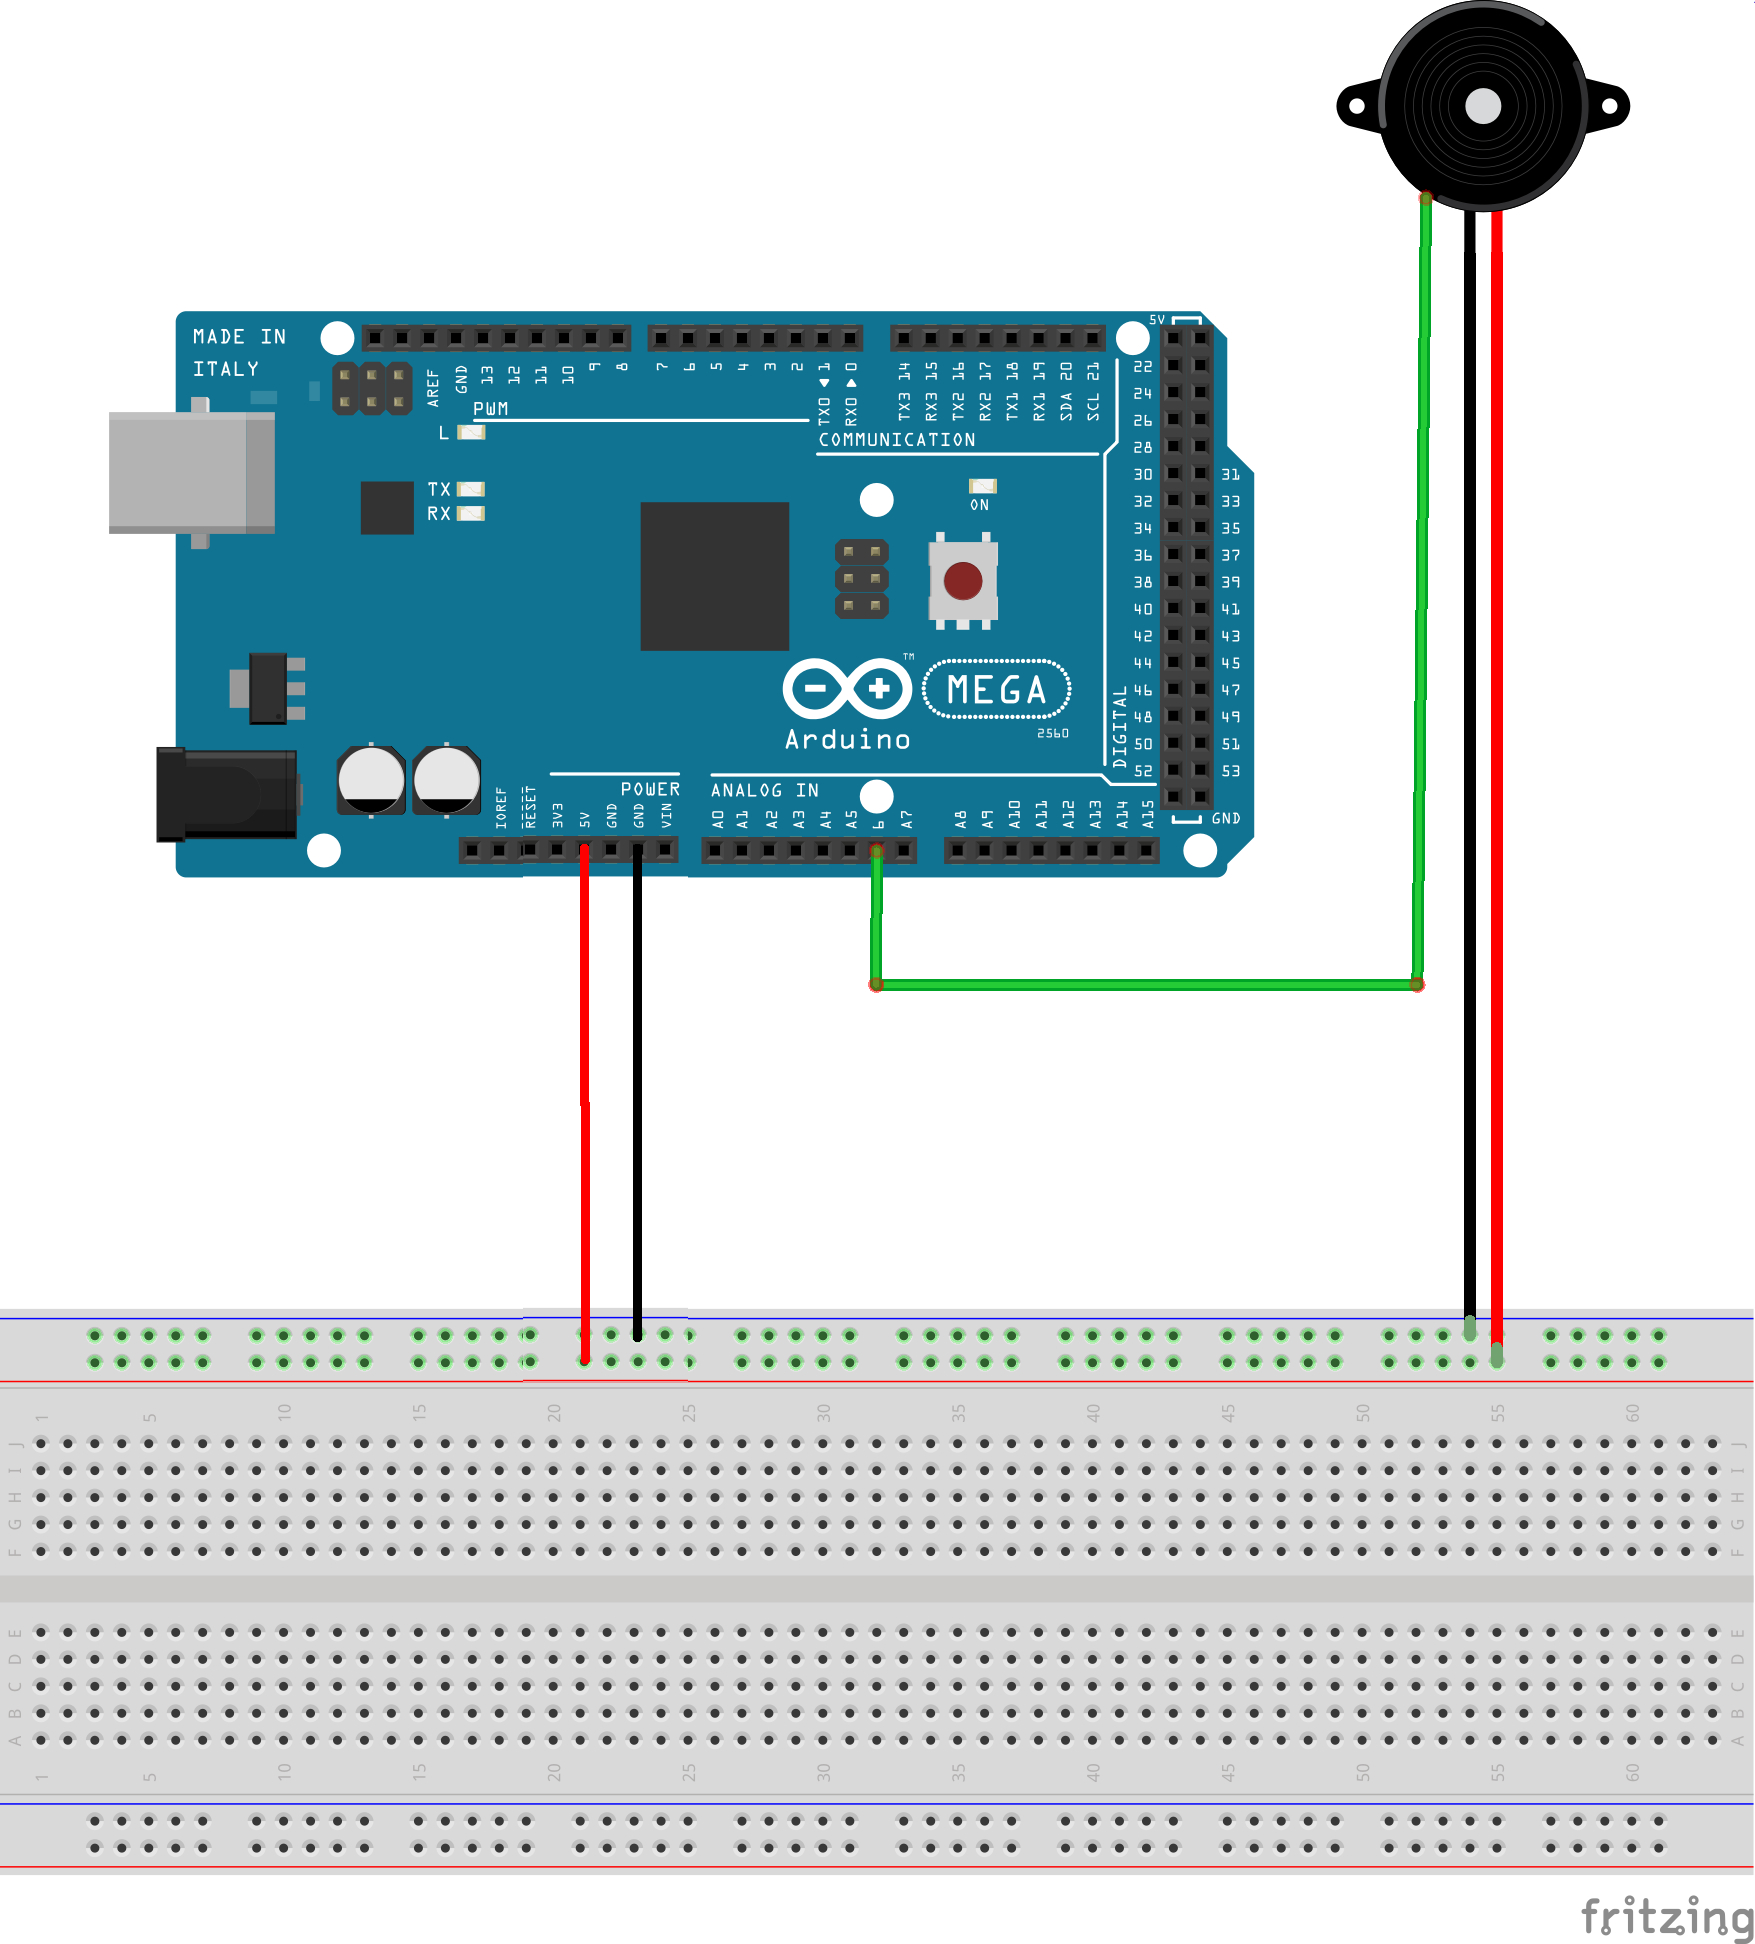 MADE IN
ITALY
AREF
GND
13
12
11
10
9
8
7
6
5
4
3
2
TX0 1
RX0 0
TX3 14
RX3 15
TX2 16
RX2 17
TX1 18
RX1 19
SDA 20
SCL 21
5V
PWM
COMMUNICATION
L
TX
RX
ON
22
24
26
28
30 31
32 33
34 35
36 37
38 39
40 41
42 43
44 45
46 47
48 49
50 51
52 53
GND
DIGITAL
TM
MEGA
Arduino
2560
POWER
ANALOG IN
IOREF
RESET
3V3
5V
GND
GND
VIN
A0
A1
A2
A3
A4
A5
6
A7
A8
A9
A10
A11
A12
A13
A14
A15
1 5 10 15 20 25 30 35 40 45 50 55 60
J J
I I
H H
G G
F F
E E
D D
C C
B B
A A
1 5 10 15 20 25 30 35 40 45 50 55 60
fritzing